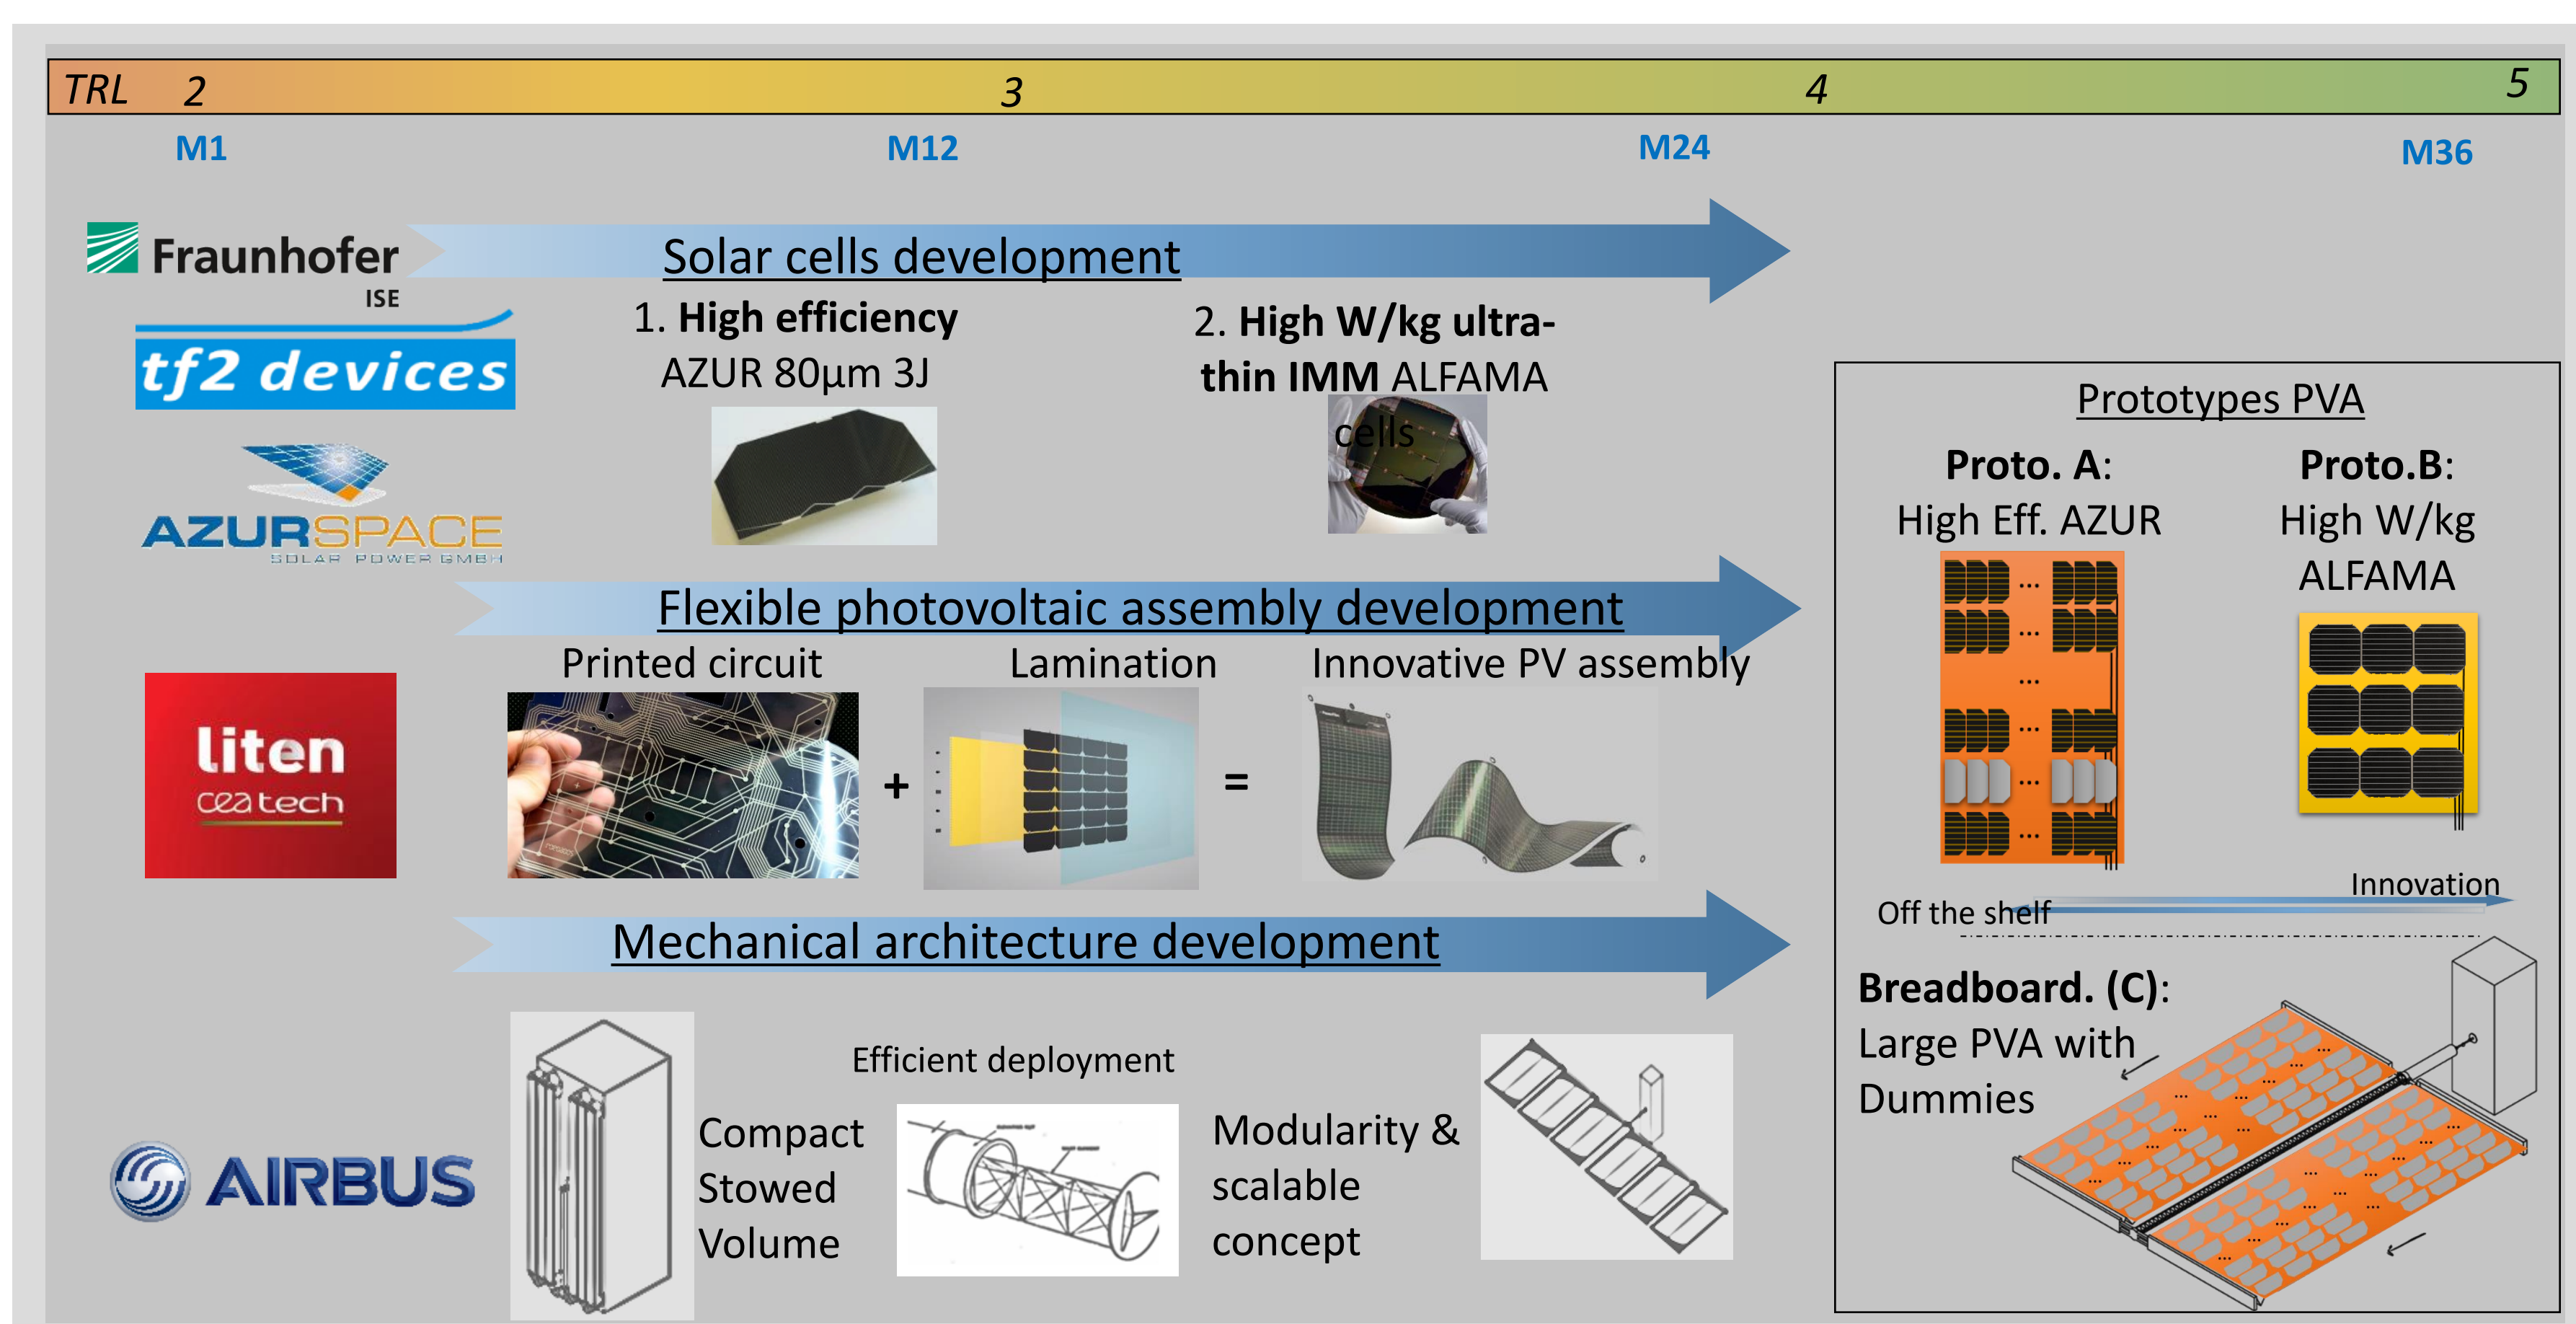 TRL 2 3 4 5
M1 M12 M24 M36
Fraunhofer
ISE
tf2 devices
AZURSPACE
SOLAR POWER GMBH
Solar cells development
1. High efficiency
AZUR 80µm 3J
2. High W/kg ultra-
thin IMM ALFAMA
cells
Flexible photovoltaic assembly development
liten
cea tech
Printed circuit
+
Lamination
=
Innovative PV assembly
Mechanical architecture development
AIRBUS
Compact
Stowed
Volume
Efficient deployment
Modularity &
scalable
concept
Prototypes PVA
Proto. A:
High Eff. AZUR
...
...
...
...
...
...
Proto.B:
High W/kg
ALFAMA
Innovation
Off the shelf
Breadboard. (C):
Large PVA with
Dummies